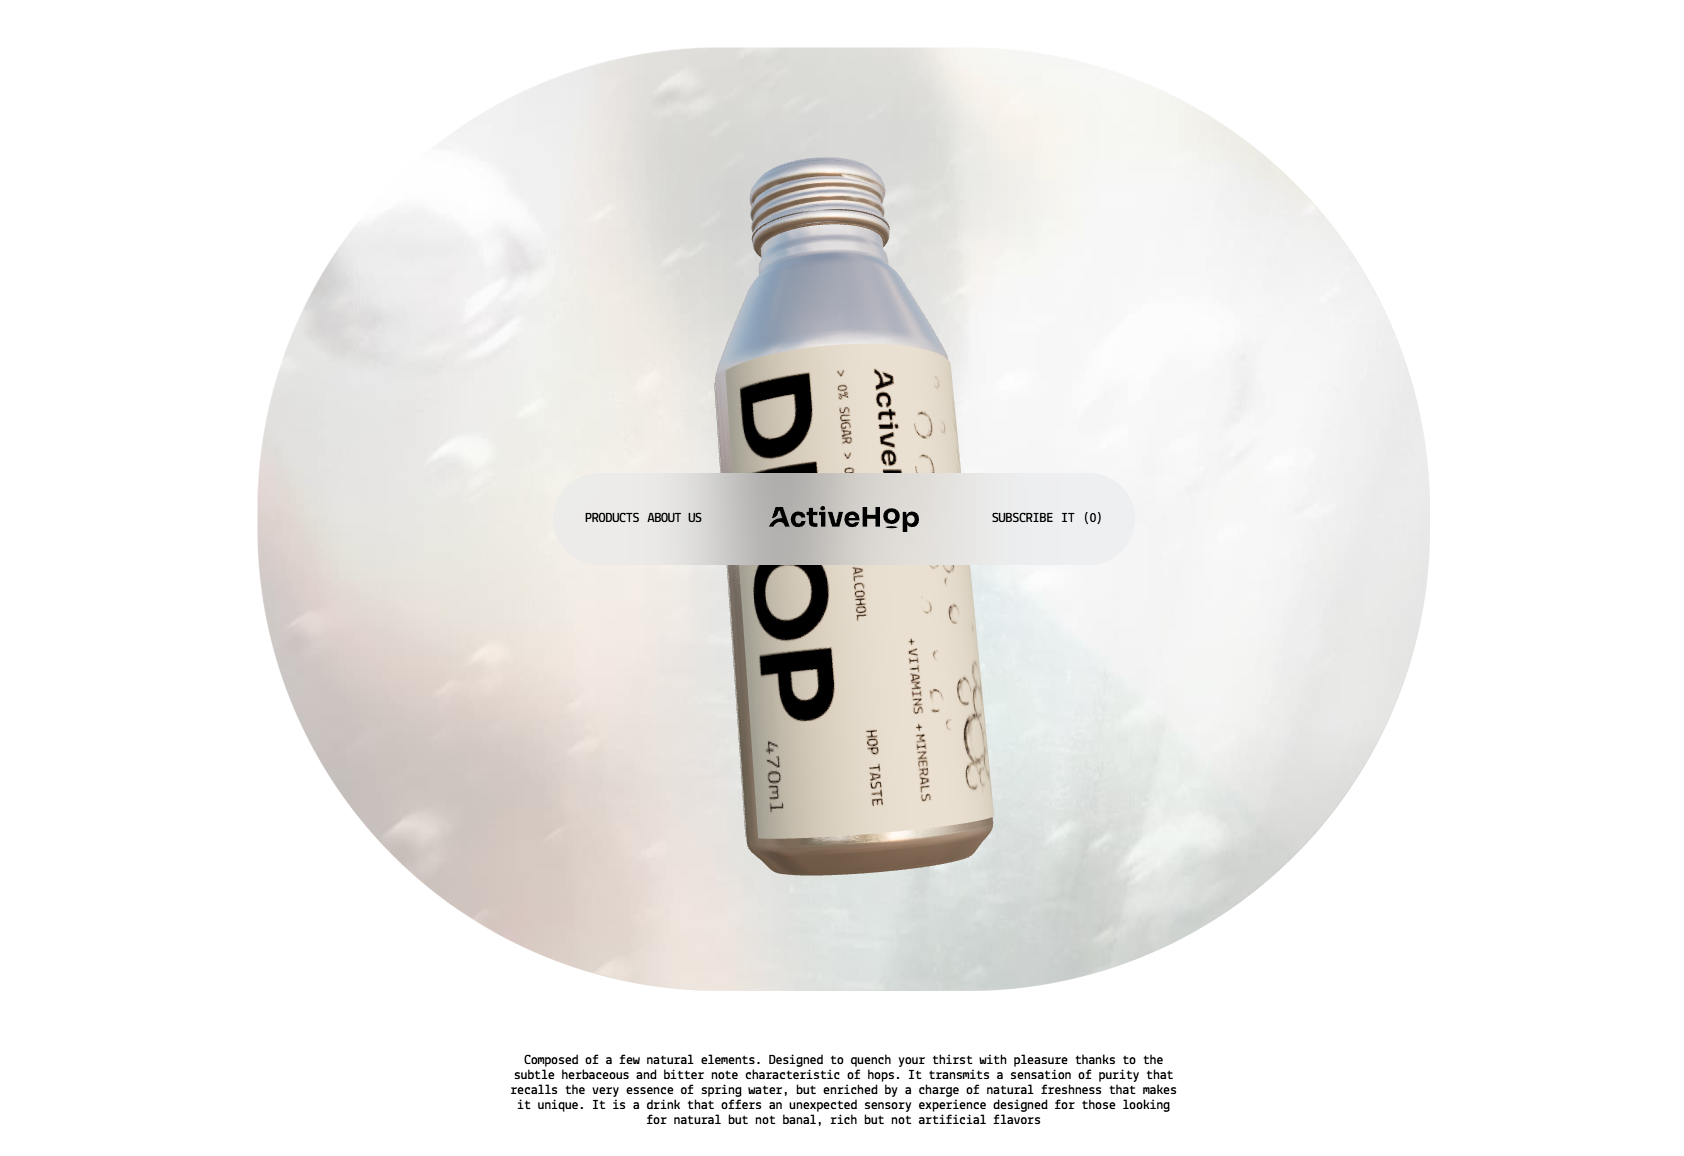 DROP
> 0% SUGAR > 0
ALCOHOL
Active
+VITAMINS +MINERALS
HOP TASTE
470ml
PRODUCTS ABOUT US
ActiveHop
SUBSCRIBE IT (0)
Composed of a few natural elements. Designed to quench your thirst with pleasure thanks to the
subtle herbaceous and bitter note characteristic of hops. It transmits a sensation of purity that
recalls the very essence of spring water, but enriched by a charge of natural freshness that makes
it unique. It is a drink that offers an unexpected sensory experience designed for those looking
for natural but not banal, rich but not artificial flavors